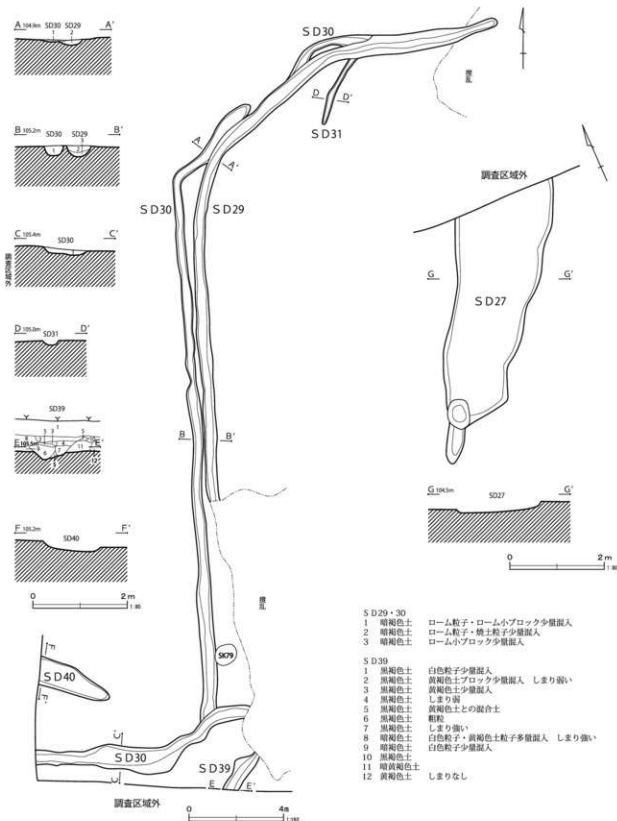 A 104.9m SD30 SD29 A'
1 2
B 105.2m SD30 SD29 B'
3
1 2
C 105.4m SD30 C'
調査区域外
D 105.0m SD31 D'
SD39
E 105.5m E'
F 105.2m SD40 F'
0 2m
SD30
撹乱
D D'
SD31
A
A'
SD30
SD29
B B'
撹乱
SK79
F
SD40
F'
C
SD30
C'
SD39
E E'
調査区域外
0 4m
調査区域外
G G'
SD27
G 104.5m SD27 G'
0 2m
SD29・30
1 暗褐色土 ローム粒子・ローム小ブロック少量混入
2 暗褐色土 ローム粒子・焼土粒子少量混入
3 暗褐色土 ローム小ブロック少量混入
SD39
1 黒褐色土 白色粒子少量混入
2 黒褐色土 黄褐色土ブロック少量混入 しまり弱い
3 黒褐色土 黄褐色土少量混入
4 黒褐色土 しまり弱
5 黒褐色土 黄褐色土との混合土
6 黒褐色土 粗粒
7 黒褐色土 しまり強い
8 暗褐色土 白色粒子・黄褐色土粒子多量混入 しまり強い
9 暗褐色土 白色粒子少量混入
10 黒褐色土
11 暗黄褐色土
12 黄褐色土 しまりなし